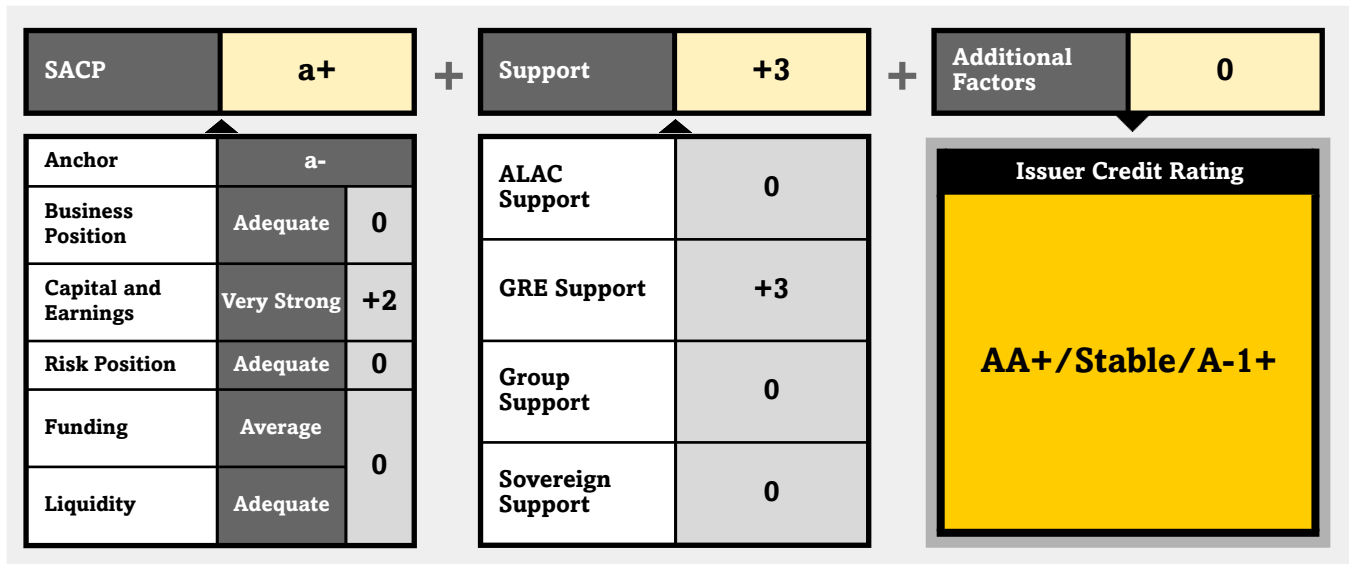 SACP
a+
+
Support
+3
+
Additional
Factors
0
Anchor
a-
Business
Position
Adequate
0
Capital and
Earnings
Very Strong
+2
Risk Position
Adequate
0
Funding
Average
0
Liquidity
Adequate
ALAC
Support
0
GRE Support
+3
Group
Support
0
Sovereign
Support
0
Issuer Credit Rating
AA+/Stable/A-1+